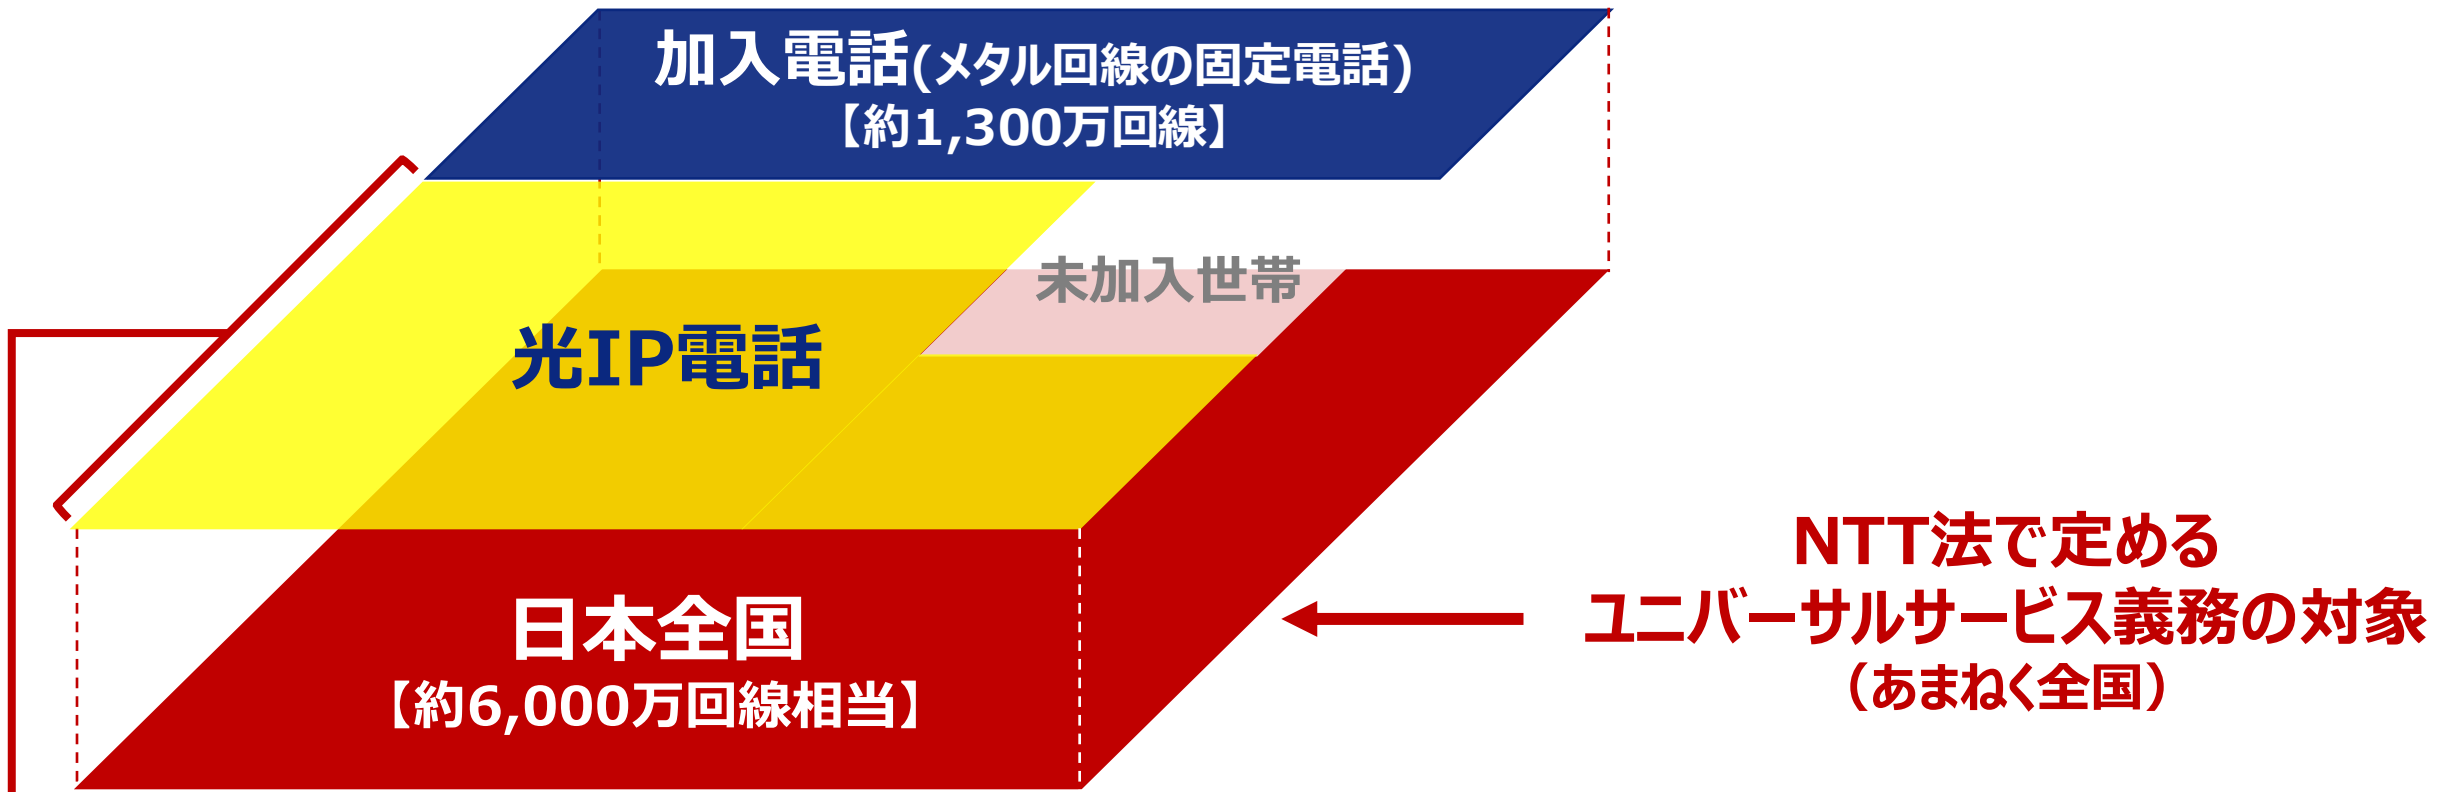 加入電話(メタル回線の固定電話)
【約1,300万回線】
未加入世帯
光IP電話
日本全国
【約6,000万回線相当】
NTT法で定める
ユニバーサルサービス義務の対象
（あまねく全国）